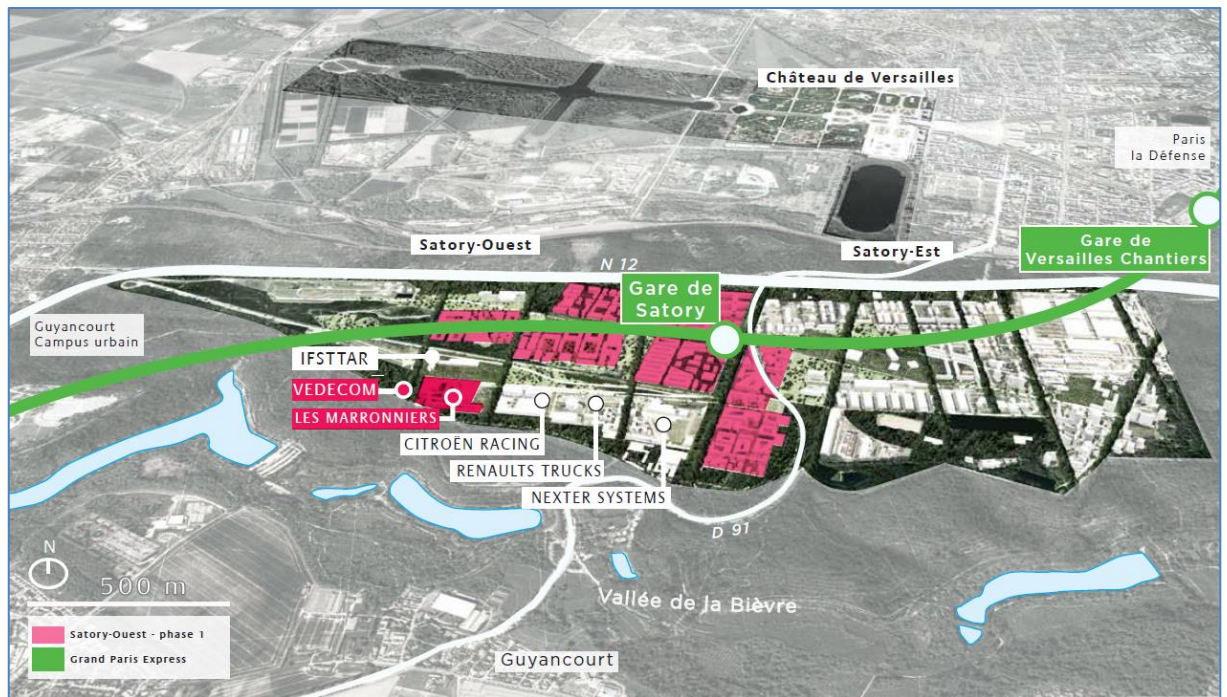 Château de Versailles
Paris
la Défense
Satory-Ouest
Satory-Est
Gare de
Versailles Chantiers
N 12
Gare de
Satory
Guyancourt
Campus urbain
IFSTTAR
VEDECOM
LES MARRONNIERS
CITROËN RACING
RENAULTS TRUCKS
NEXTER SYSTEMS
D 91
N
500 m
Vallée de la Bièvre
Satory-Ouest - phase 1
Grand Paris Express
Guyancourt